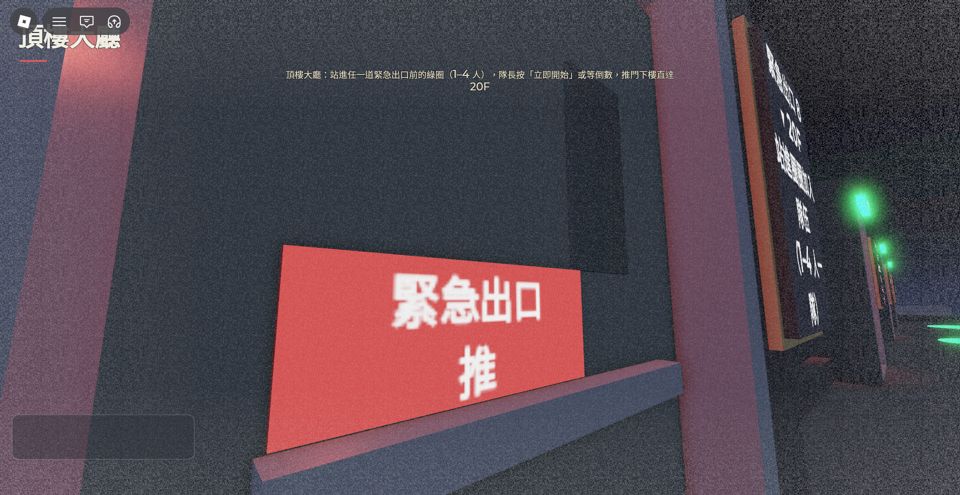 頂樓大廳
頂樓大廳：站進任一道緊急出口前的綠圈（1–4 人），隊長按「立即開始」或等倒數，推門下樓直達
20F
緊急出口
推